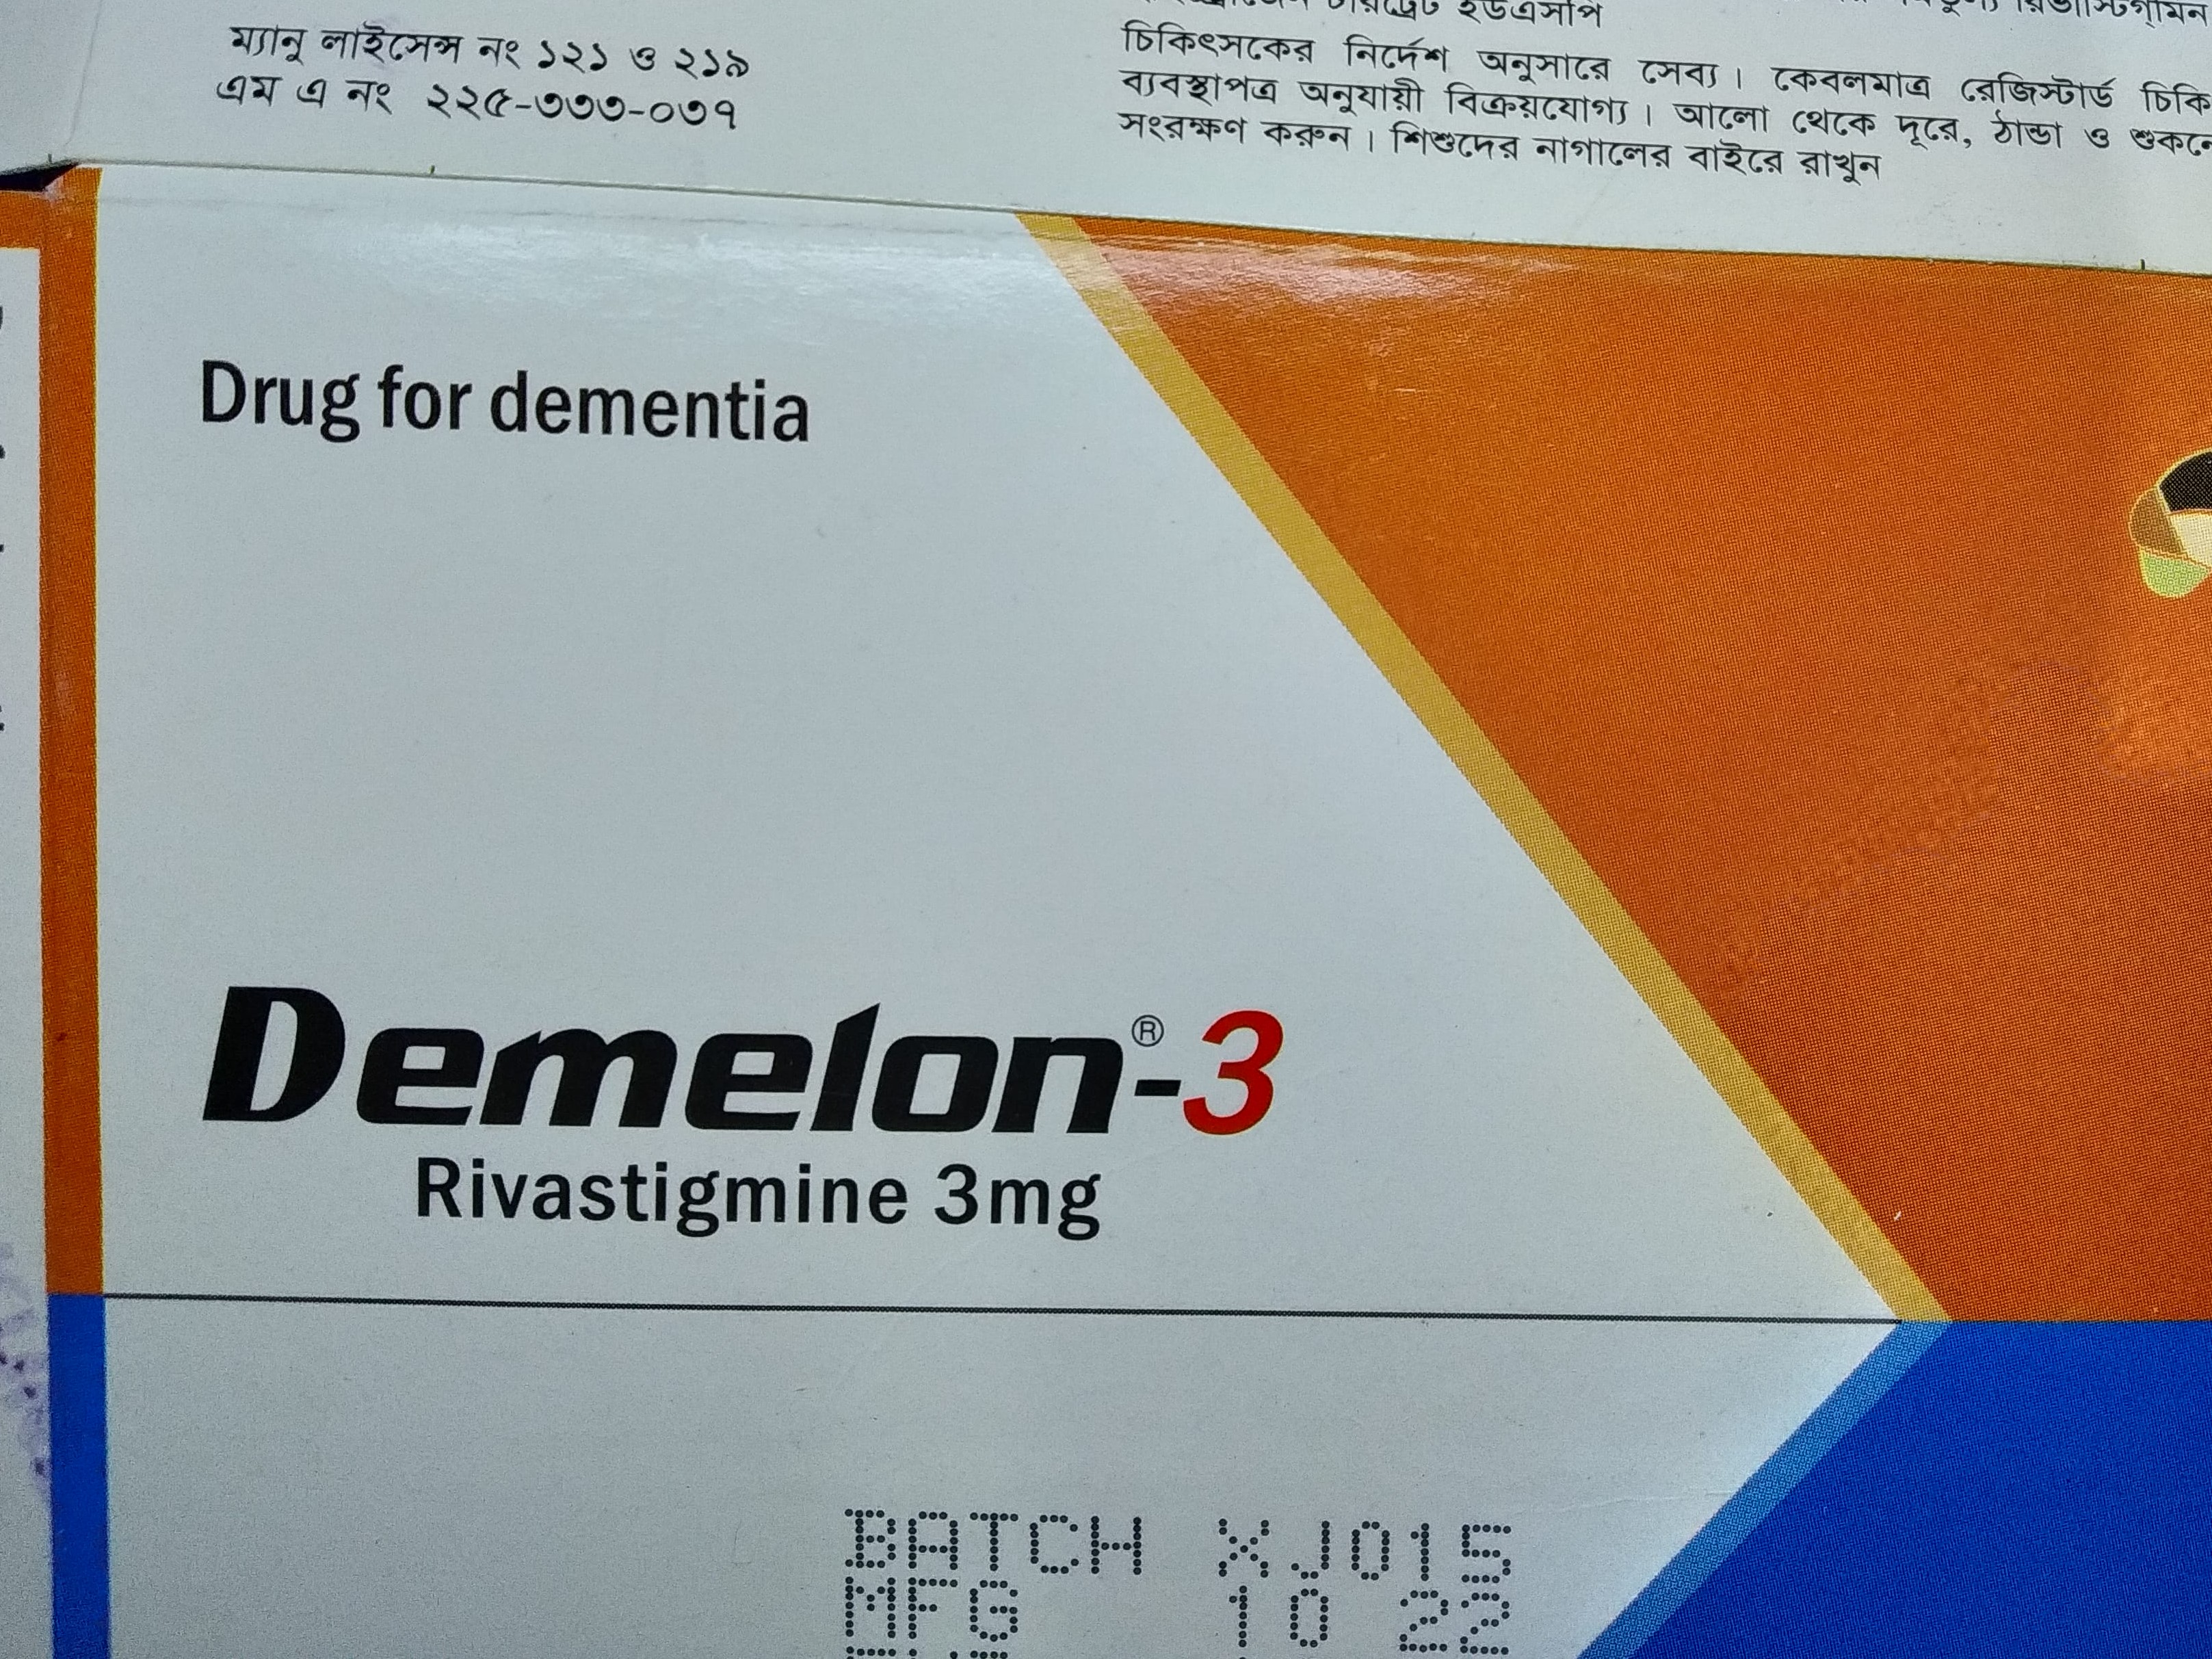 ম্যানু লাইসেন্স নং ১২১ ও ২১৯
এম এ নং ২২৫-৩৩৩-০৩৭
ইউএসপি
চিকিৎসকের নির্দেশ অনুসারে সেব্য। কেবলমাত্র রেজিস্টার্ড
ব্যবস্থাপত্র অনুযায়ী বিক্রয়যোগ্য। আলো থেকে দূরে, ঠান্ডা ও
সংরক্ষণ করুন। শিশুদের নাগালের বাইরে রাখুন
Drug for dementia
Demelon®-3
Rivastigmine 3mg
BATCH XJ015
MFG 10 22